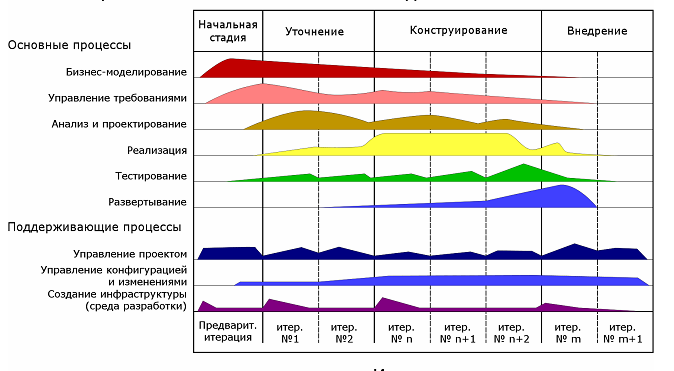 Начальная
стадия
Уточнение
Конструирование
Внедрение
Основные процессы
Бизнес-моделирование
Управление требованиями
Анализ и проектирование
Реализация
Тестирование
Развертывание
Поддерживающие процессы
Управление проектом
Управление конфигурацией
и изменениями
Создание инфраструктуры
(среда разработки)
Предварит.
итерация
итер.
№1
итер.
№2
итер.
№ n
итер.
№ n+1
итер.
№ n+2
итер.
№ m
итер.
№ m+1